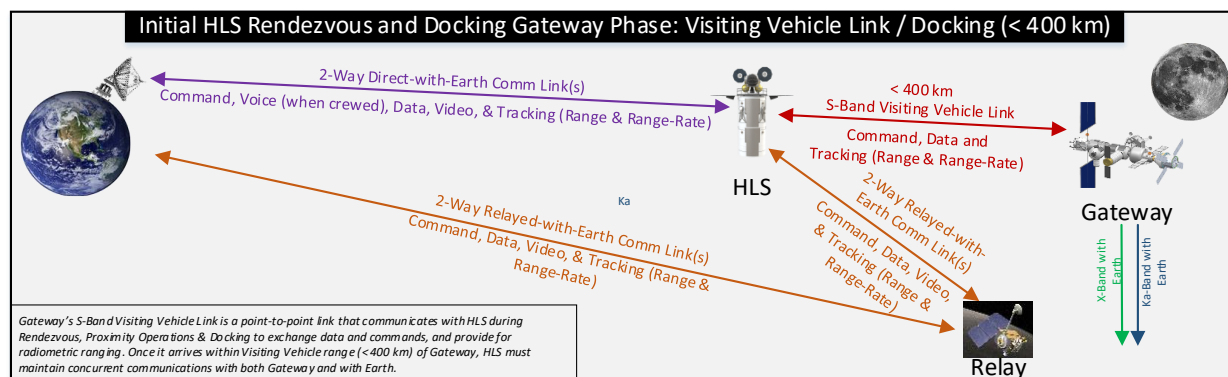 Initial HLS Rendezvous and Docking Gateway Phase: Visiting Vehicle Link / Docking (< 400 km)
2-Way Direct-with-Earth Comm Link(s)
Command, Voice (when crewed), Data, Video, & Tracking (Range & Range-Rate)
< 400 km
S-Band Visiting Vehicle Link
Command, Data and
Tracking (Range & Range-Rate)
HLS
Gateway
2-Way Relayed-with-
Earth Comm Link(s)
Command, Data, Video,
& Tracking (Range &
Range-Rate)
Ka
2-Way Relayed-with-Earth Comm Link(s)
Command, Data, Video, & Tracking (Range &
Range-Rate)
X-Band with
Earth
Ka-Band with
Earth
Relay
Gateway's S-Band Visiting Vehicle Link is a point-to-point link that communicates with HLS during
Rendezvous, Proximity Operations & Docking to exchange data and commands, and provide for
radiometric ranging. Once it arrives within Visiting Vehicle range (<400 km) of Gateway, HLS must
maintain concurrent communications with both Gateway and with Earth.